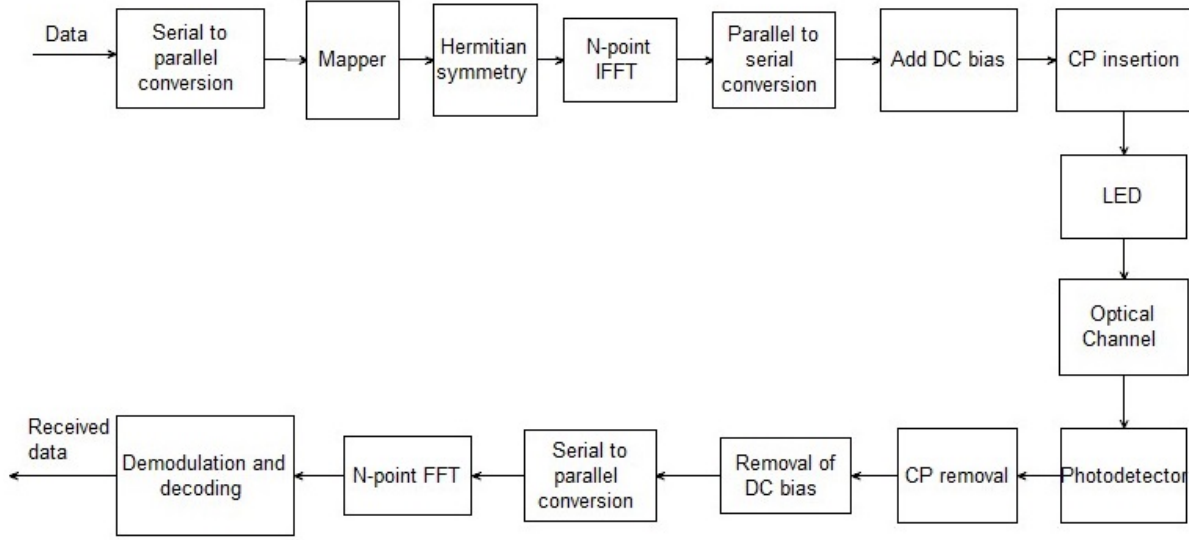 Data
Serial to
parallel
conversion
Mapper
Hermitian
symmetry
N-point
IFFT
Parallel to
serial
conversion
Add DC bias
CP insertion
LED
Optical
Channel
Photodetector
CP removal
Removal of
DC bias
Serial to
parallel
conversion
N-point FFT
Demodulation and
decoding
Received
data